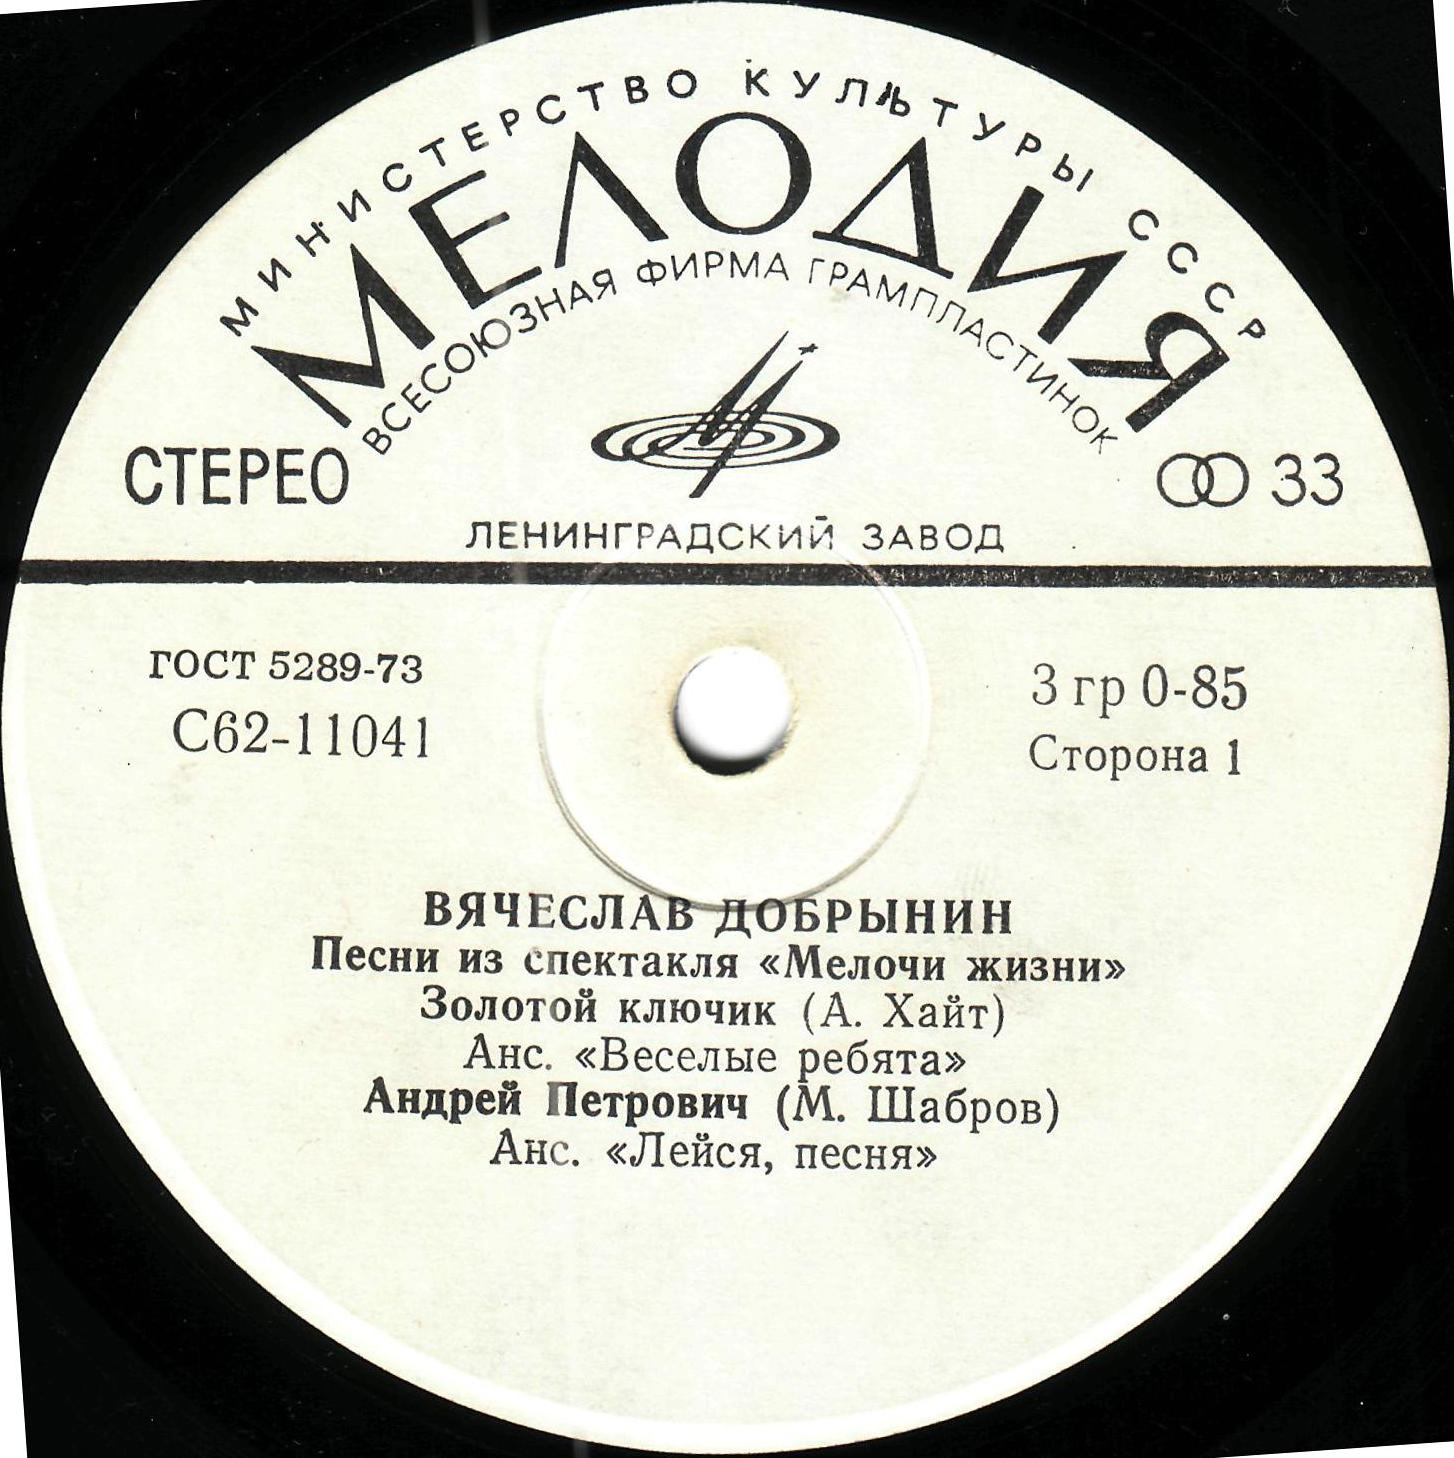 МИНИСТЕРСТВО КУЛЬТУРЫ СССР
МЕЛОДИЯ
ВСЕСОЮЗНАЯ ФИРМА ГРАМПЛАСТИНОК
СТЕРЕО
33
ЛЕНИНГРАДСКИЙ ЗАВОД
ГОСТ 5289-73
С62-11041
3 гр 0-85
Сторона 1
ВЯЧЕСЛАВ ДОБРЫНИН
Песни из спектакля «Мелочи жизни»
Золотой ключик (А. Хайт)
Анс. «Веселые ребята»
Андрей Петрович (М. Шабров)
Анс. «Лейся, песня»